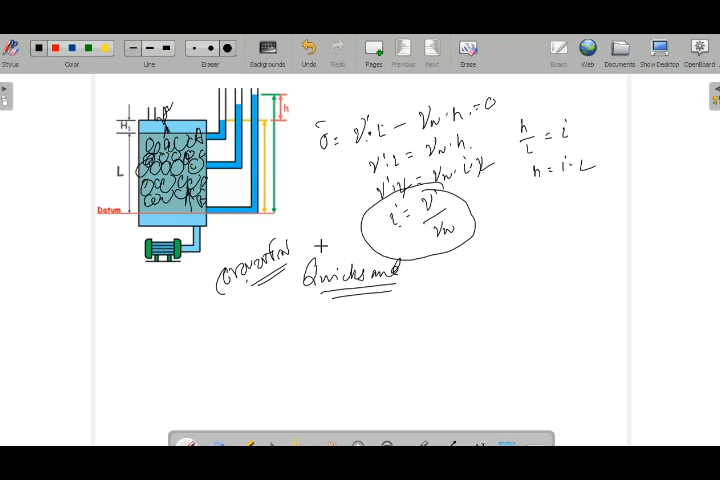 Stylus
Color
Line
Eraser
Backgrounds
Undo
Redo
Pages
Previous
Next
Erase
Board
Web
Documents
Show Desktop
OpenBoard
h
H₁
L
Datum
σ̄ = γ'·L − γw·h = 0
γ'·L = γw·h.
γ'·L = γw·i·L
i = γ'/γw
h/L = i
h = i·L
+
Quicksand